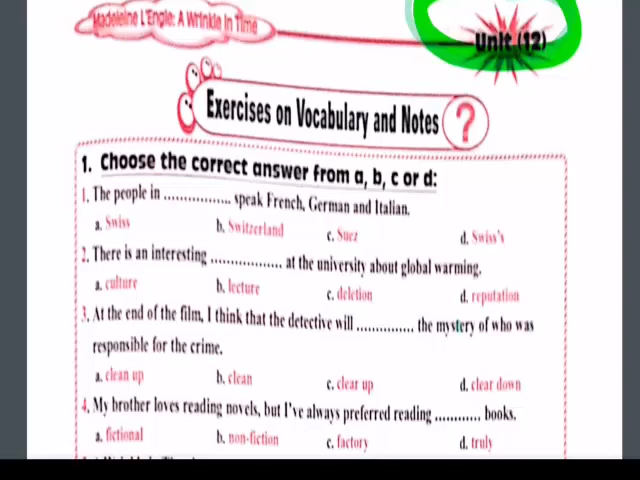 Madeleine L'Engle: A Wrinkle in Time
Unit (12)
Exercises on Vocabulary and Notes ?
1. Choose the correct answer from a, b, c or d:
1. The people in ................. speak French, German and Italian.
a. Swiss b. Switzerland c. Suez d. Swiss's
2. There is an interesting .................. at the university about global warming.
a. culture b. lecture c. deletion d. reputation
3. At the end of the film, I think that the detective will ............... the mystery of who was
responsible for the crime.
a. clean up b. clean c. clear up d. clear down
4. My brother loves reading novels, but I've always preferred reading ............ books.
a. fictional b. non-fiction c. factory d. truly